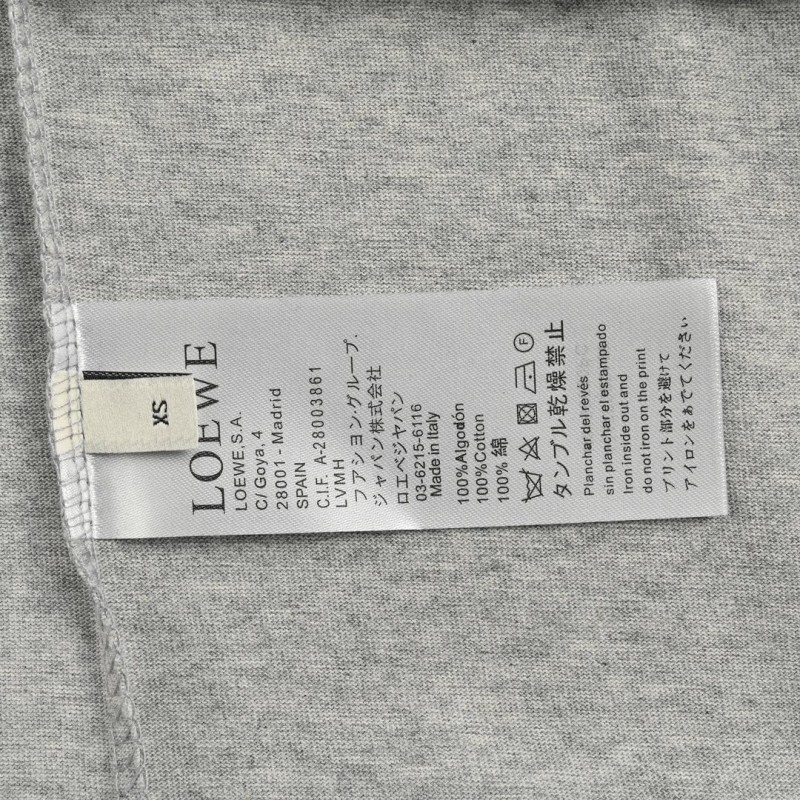 XS
LOEWE
LOEWE,S.A.
C/Goya, 4
28001 - Madrid
SPAIN
C.I.F. A-28003861
LVMH
フアション·グループ.
ジャパン株式会社
ロエベジヤパン
03-6215-6116
Made in Italy
100%Algodón
100%Cotton
100% 綿
F
タンブル乾燥禁止
Planchar del revés
sin planchar el estampado
Iron inside out and
do not iron on the print
プリント部分を避けて
アイロンをあでてください